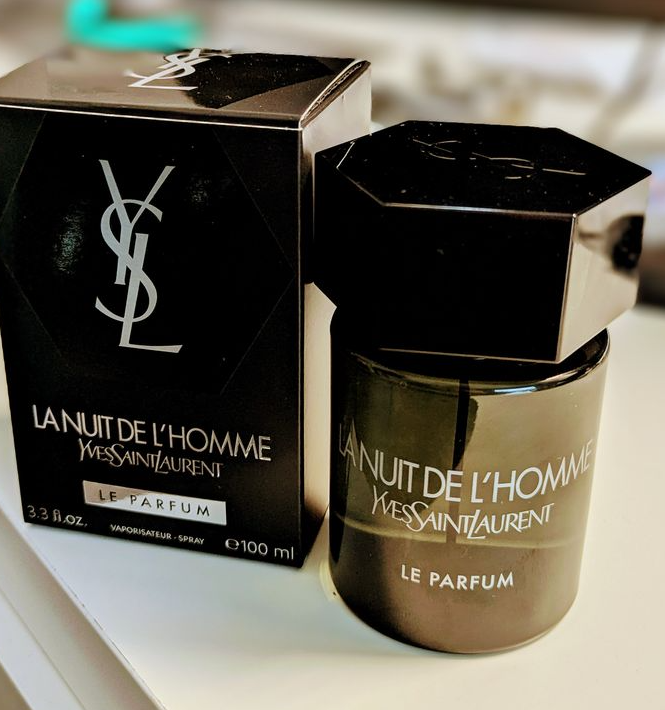 YSL
YSL
LA NUIT DE L'HOMME
YVESSAINTLAURENT
LE PARFUM
3.3 fl.oz.
VAPORISATEUR - SPRAY
℮100 ml
YSL
LA NUIT DE L'HOMME
YVESSAINTLAURENT
LE PARFUM